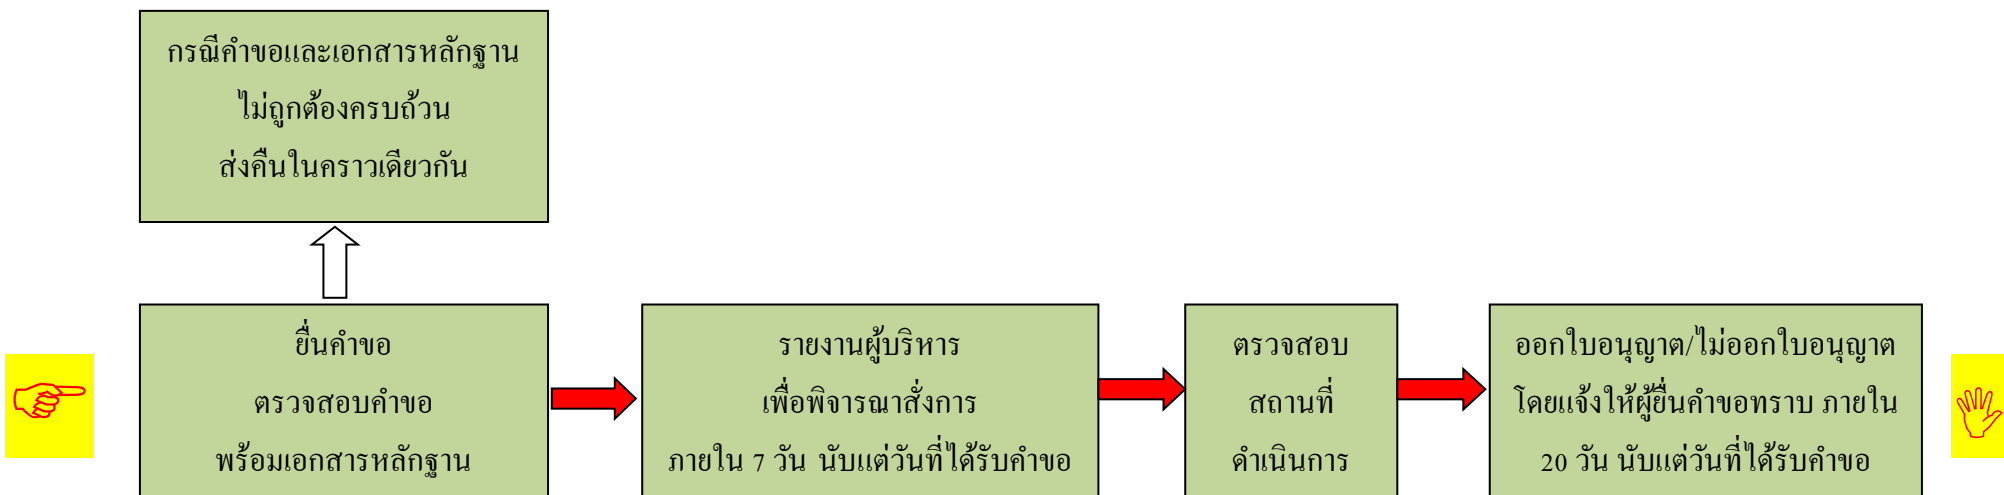 กรณีคำขอและเอกสารหลักฐาน
ไม่ถูกต้องครบถ้วน
ส่งคืนในคราวเดียวกัน
ยื่นคำขอ
ตรวจสอบคำขอ
พร้อมเอกสารหลักฐาน
รายงานผู้บริหาร
เพื่อพิจารณาสั่งการ
ภายใน 7 วัน นับแต่วันที่ได้รับคำขอ
ตรวจสอบ
สถานที่
ดำเนินการ
ออกใบอนุญาต/ไม่ออกใบอนุญาต
โดยแจ้งให้ผู้ยื่นคำขอทราบ ภายใน
20 วัน นับแต่วันที่ได้รับคำขอ